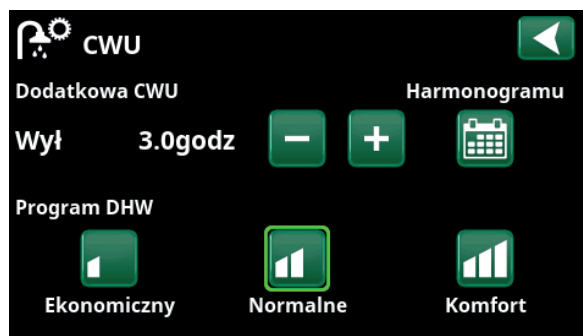 CWU
Dodatkowa CWU Harmonogramu
Wył 3.0godz
Program DHW
Ekonomiczny Normalne Komfort